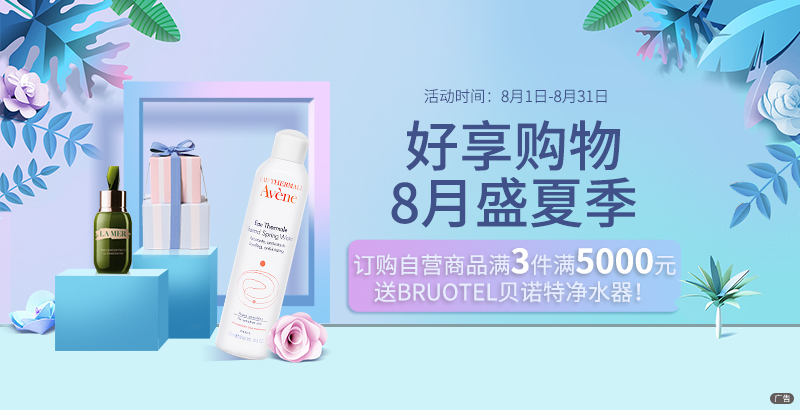 活动时间：8月1日-8月31日
好享购物
8月盛夏季
订购自营商品满3件满5000元
送BRUOTEL贝诺特净水器！
LA MER
EAU THERMALE
Avène
Eau Thermale
Thermal Spring Water
广告